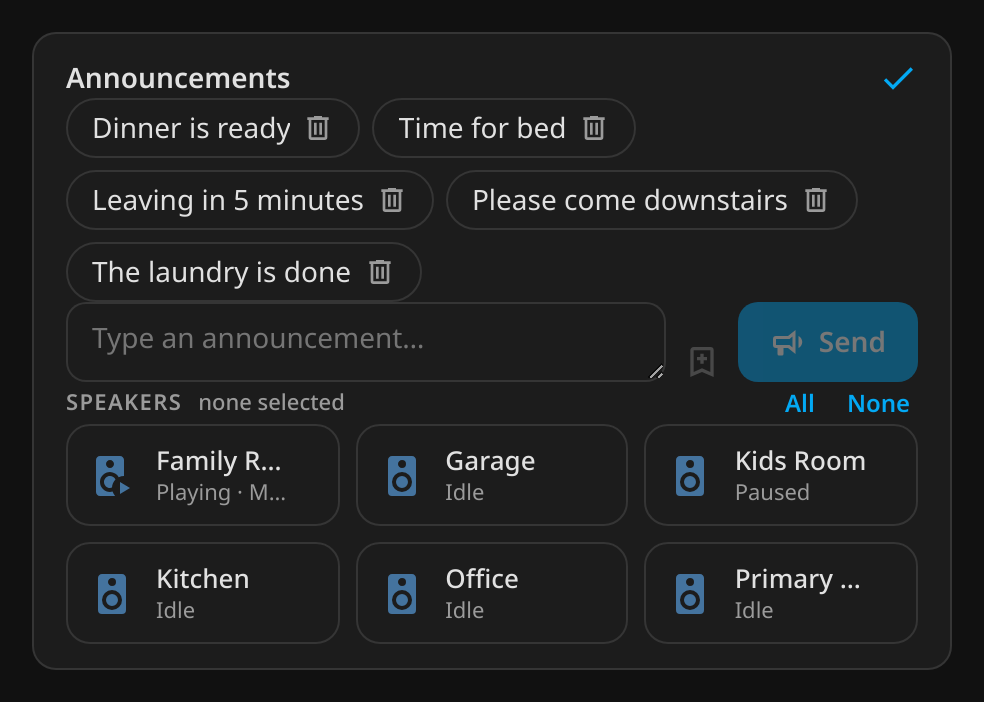 Announcements
Dinner is ready
Time for bed
Leaving in 5 minutes
Please come downstairs
The laundry is done
Type an announcement...
Send
SPEAKERS none selected
All None
Family R...
Playing · M...
Garage
Idle
Kids Room
Paused
Kitchen
Idle
Office
Idle
Primary ...
Idle